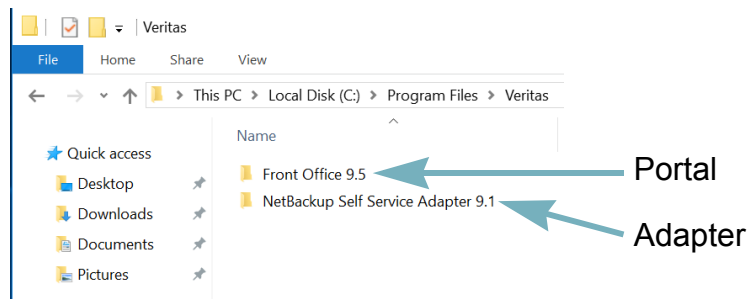 Veritas
File Home Share View
This PC > Local Disk (C:) > Program Files > Veritas
Name
Quick access
Desktop
Downloads
Documents
Pictures
Front Office 9.5
NetBackup Self Service Adapter 9.1
Portal
Adapter